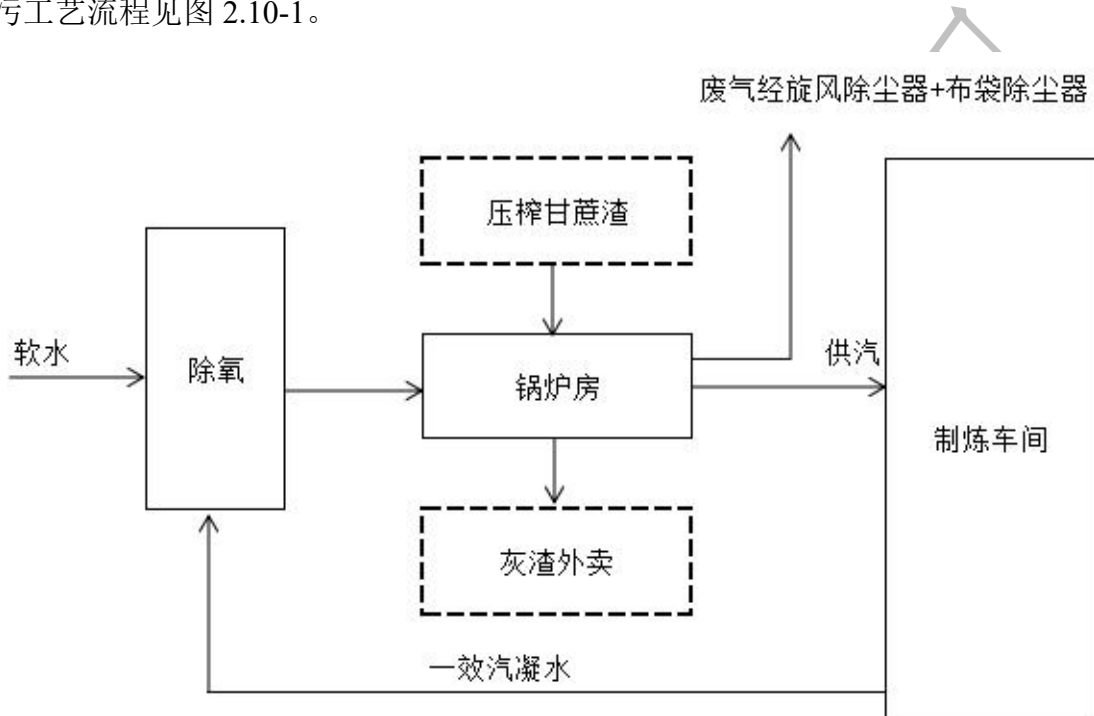 污工艺流程见图 2.10-1。
废气经旋风除尘器+布袋除尘器
压榨甘蔗渣
软水
除氧
锅炉房
供汽
制炼车间
灰渣外卖
一效汽凝水